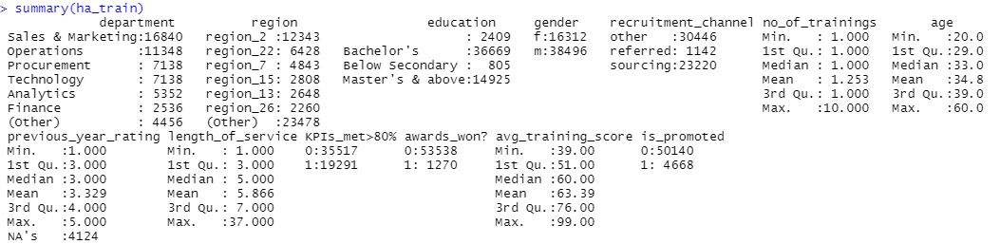 > summary(ha_train)
department region education gender recruitment_channel no_of_trainings age
Sales & Marketing:16840 region_2 :12343 : 2409 f:16312 other :30446 Min. : 1.000 Min. :20.0
Operations :11348 region_22: 6428 Bachelor's :36669 m:38496 referred: 1142 1st Qu.: 1.000 1st Qu.:29.0
Procurement : 7138 region_7 : 4843 Below Secondary : 805 sourcing:23220 Median : 1.000 Median :33.0
Technology : 7138 region_15: 2808 Master's & above:14925 Mean : 1.253 Mean :34.8
Analytics : 5352 region_13: 2648 3rd Qu.: 1.000 3rd Qu.:39.0
Finance : 2536 region_26: 2260 Max. :10.000 Max. :60.0
(Other) : 4456 (Other) :23478
previous_year_rating length_of_service KPIs_met>80% awards_won? avg_training_score is_promoted
Min. :1.000 Min. : 1.000 0:35517 0:53538 Min. :39.00 0:50140
1st Qu.:3.000 1st Qu.: 3.000 1:19291 1: 1270 1st Qu.:51.00 1: 4668
Median :3.000 Median : 5.000 Median :60.00
Mean :3.329 Mean : 5.866 Mean :63.39
3rd Qu.:4.000 3rd Qu.: 7.000 3rd Qu.:76.00
Max. :5.000 Max. :37.000 Max. :99.00
NA's :4124